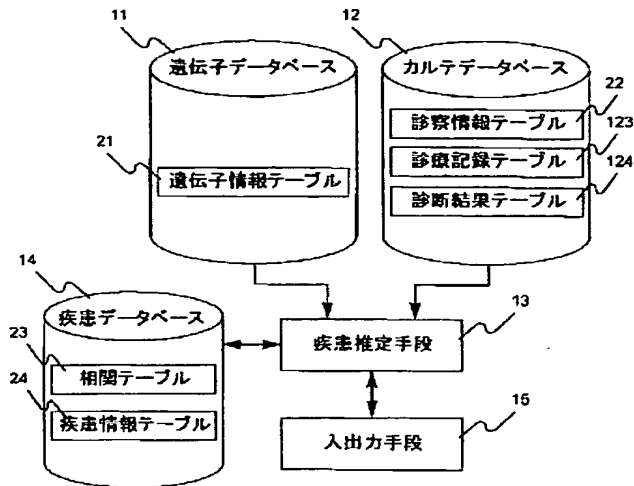 11
遺伝子データベース
21
遺伝子情報テーブル
12
カルテデータベース
22
診察情報テーブル
123
診療記録テーブル
124
診断結果テーブル
14
疾患データベース
23
相関テーブル
24
疾患情報テーブル
13
疾患推定手段
15
入出力手段